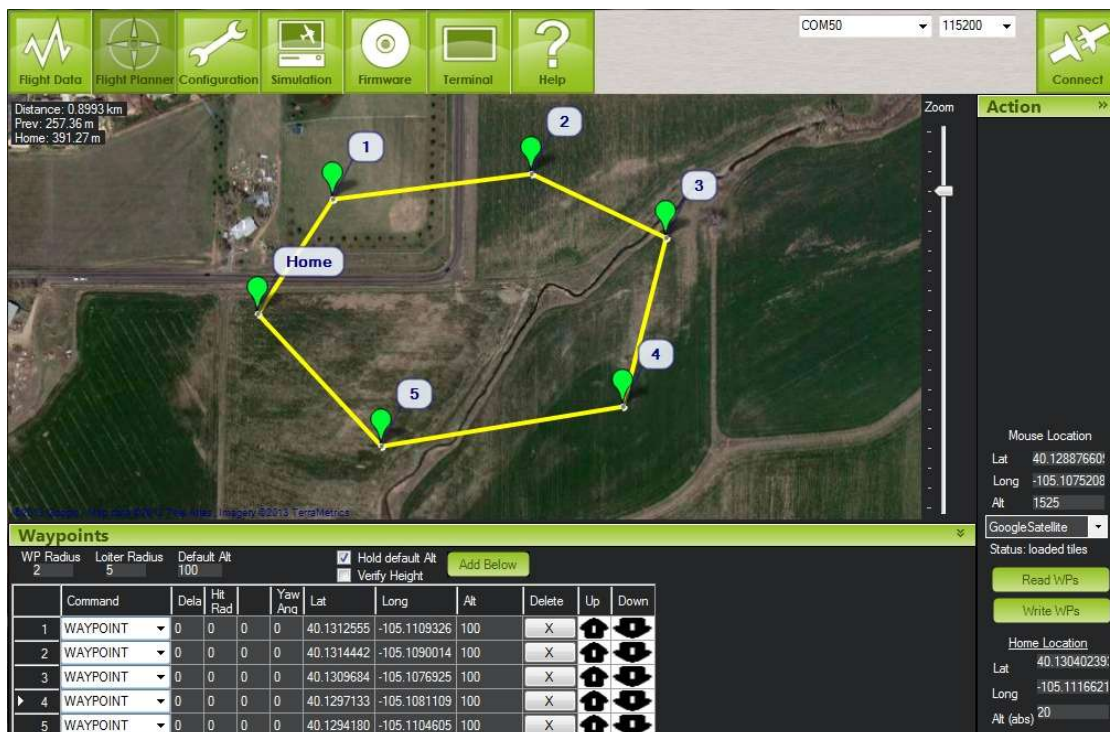 COM50 115200
Flight Data Flight Planner Configuration Simulation Firmware Terminal Help Connect
Distance: 0.8993 km
Prev: 257.36 m
Home: 391.27 m
1
2
3
Home
4
5
Zoom
Action
Mouse Location
Lat 40.12887660
Long -105.1075208
Alt 1525
GoogleSatellite
Status: loaded tiles
Read WPs
Write WPs
Home Location
Lat 40.13040239
Long -105.1116621
Alt (abs) 20
Waypoints
WP Radius Loiter Radius Default Alt
2 5 100
Hold default Alt
Verify Height
Add Below
Command Dela Hit Rad Yaw Ang Lat Long Alt Delete Up Down
1 WAYPOINT 0 0 0 0 40.1312555 -105.1109326 100 X
2 WAYPOINT 0 0 0 0 40.1314442 -105.1090014 100 X
3 WAYPOINT 0 0 0 0 40.1309684 -105.1076925 100 X
4 WAYPOINT 0 0 0 0 40.1297133 -105.1081109 100 X
5 WAYPOINT 0 0 0 0 40.1294180 -105.1104605 100 X